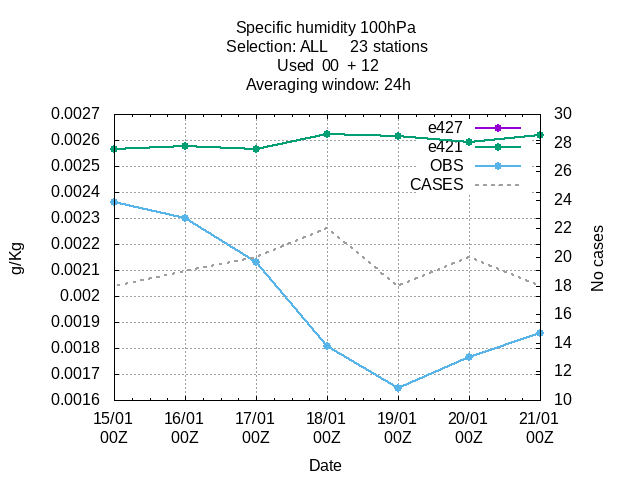 Specific humidity 100hPa
Selection: ALL     23 stations
Used  00  + 12
Averaging window: 24h
0.0027
0.0026
0.0025
0.0024
0.0023
0.0022
0.0021
0.002
0.0019
0.0018
0.0017
0.0016
g/Kg
e427
e421
OBS
CASES
30
28
26
24
22
20
18
16
14
12
10
No cases
15/01 16/01 17/01 18/01 19/01 20/01 21/01
00Z 00Z 00Z 00Z 00Z 00Z 00Z
Date